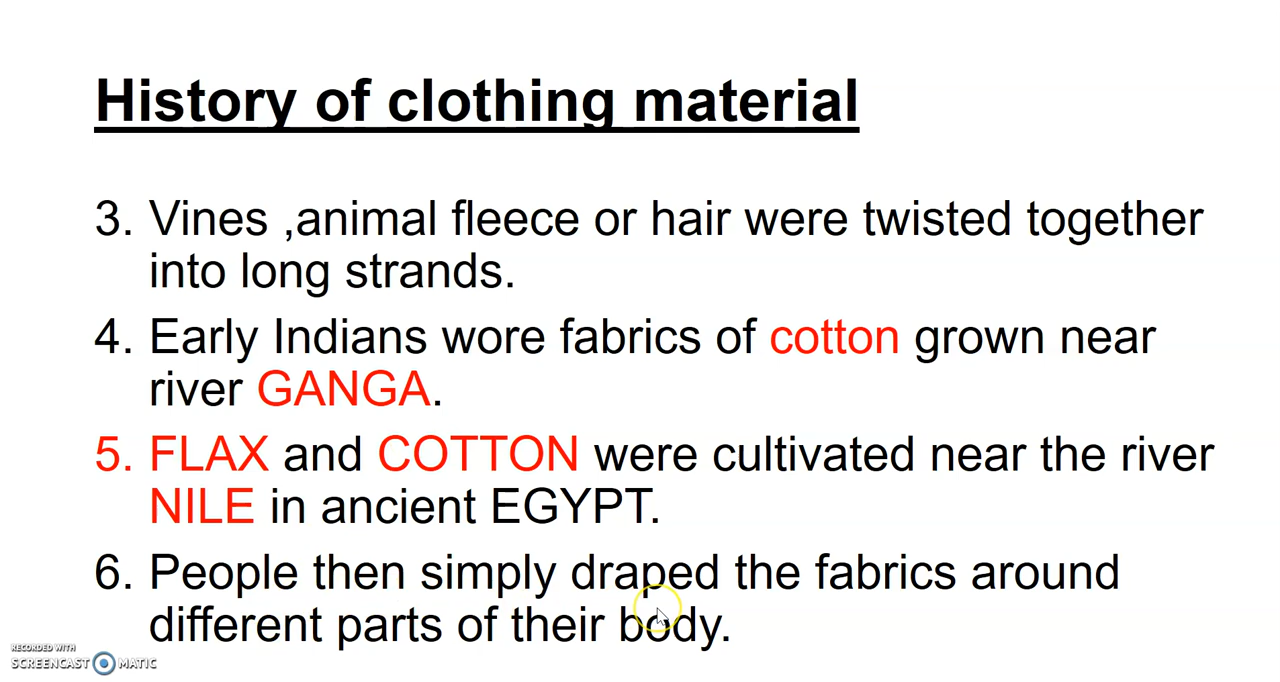 History of clothing material
3. Vines ,animal fleece or hair were twisted together
into long strands.
4. Early Indians wore fabrics of cotton grown near
river GANGA.
5. FLAX and COTTON were cultivated near the river
NILE in ancient EGYPT.
6. People then simply draped the fabrics around
different parts of their body.
RECORDED WITH
SCREENCAST MATIC